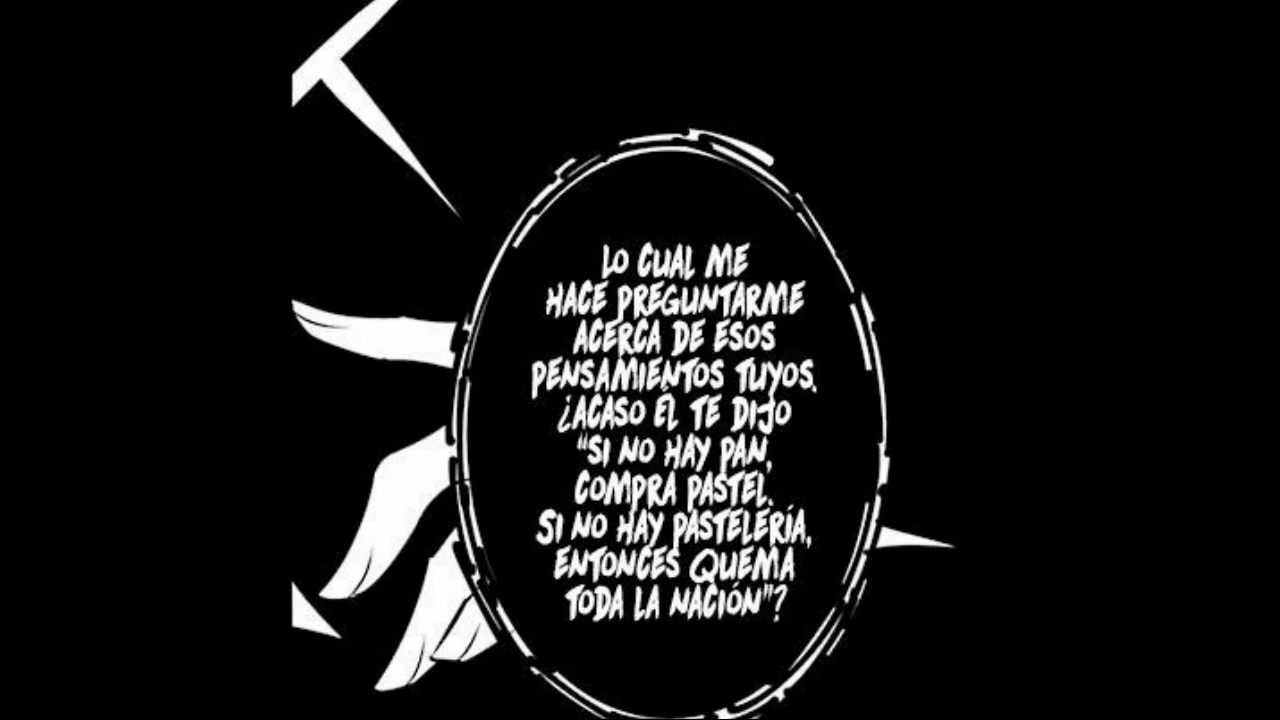 LO CUAL ME
HACE PREGUNTARME
ACERCA DE ESOS
PENSAMIENTOS TUYOS.
¿ACASO ÉL TE DIJO
"SI NO HAY PAN,
COMPRA PASTEL.
SI NO HAY PASTELERÍA,
ENTONCES QUEMA
TODA LA NACIÓN"?